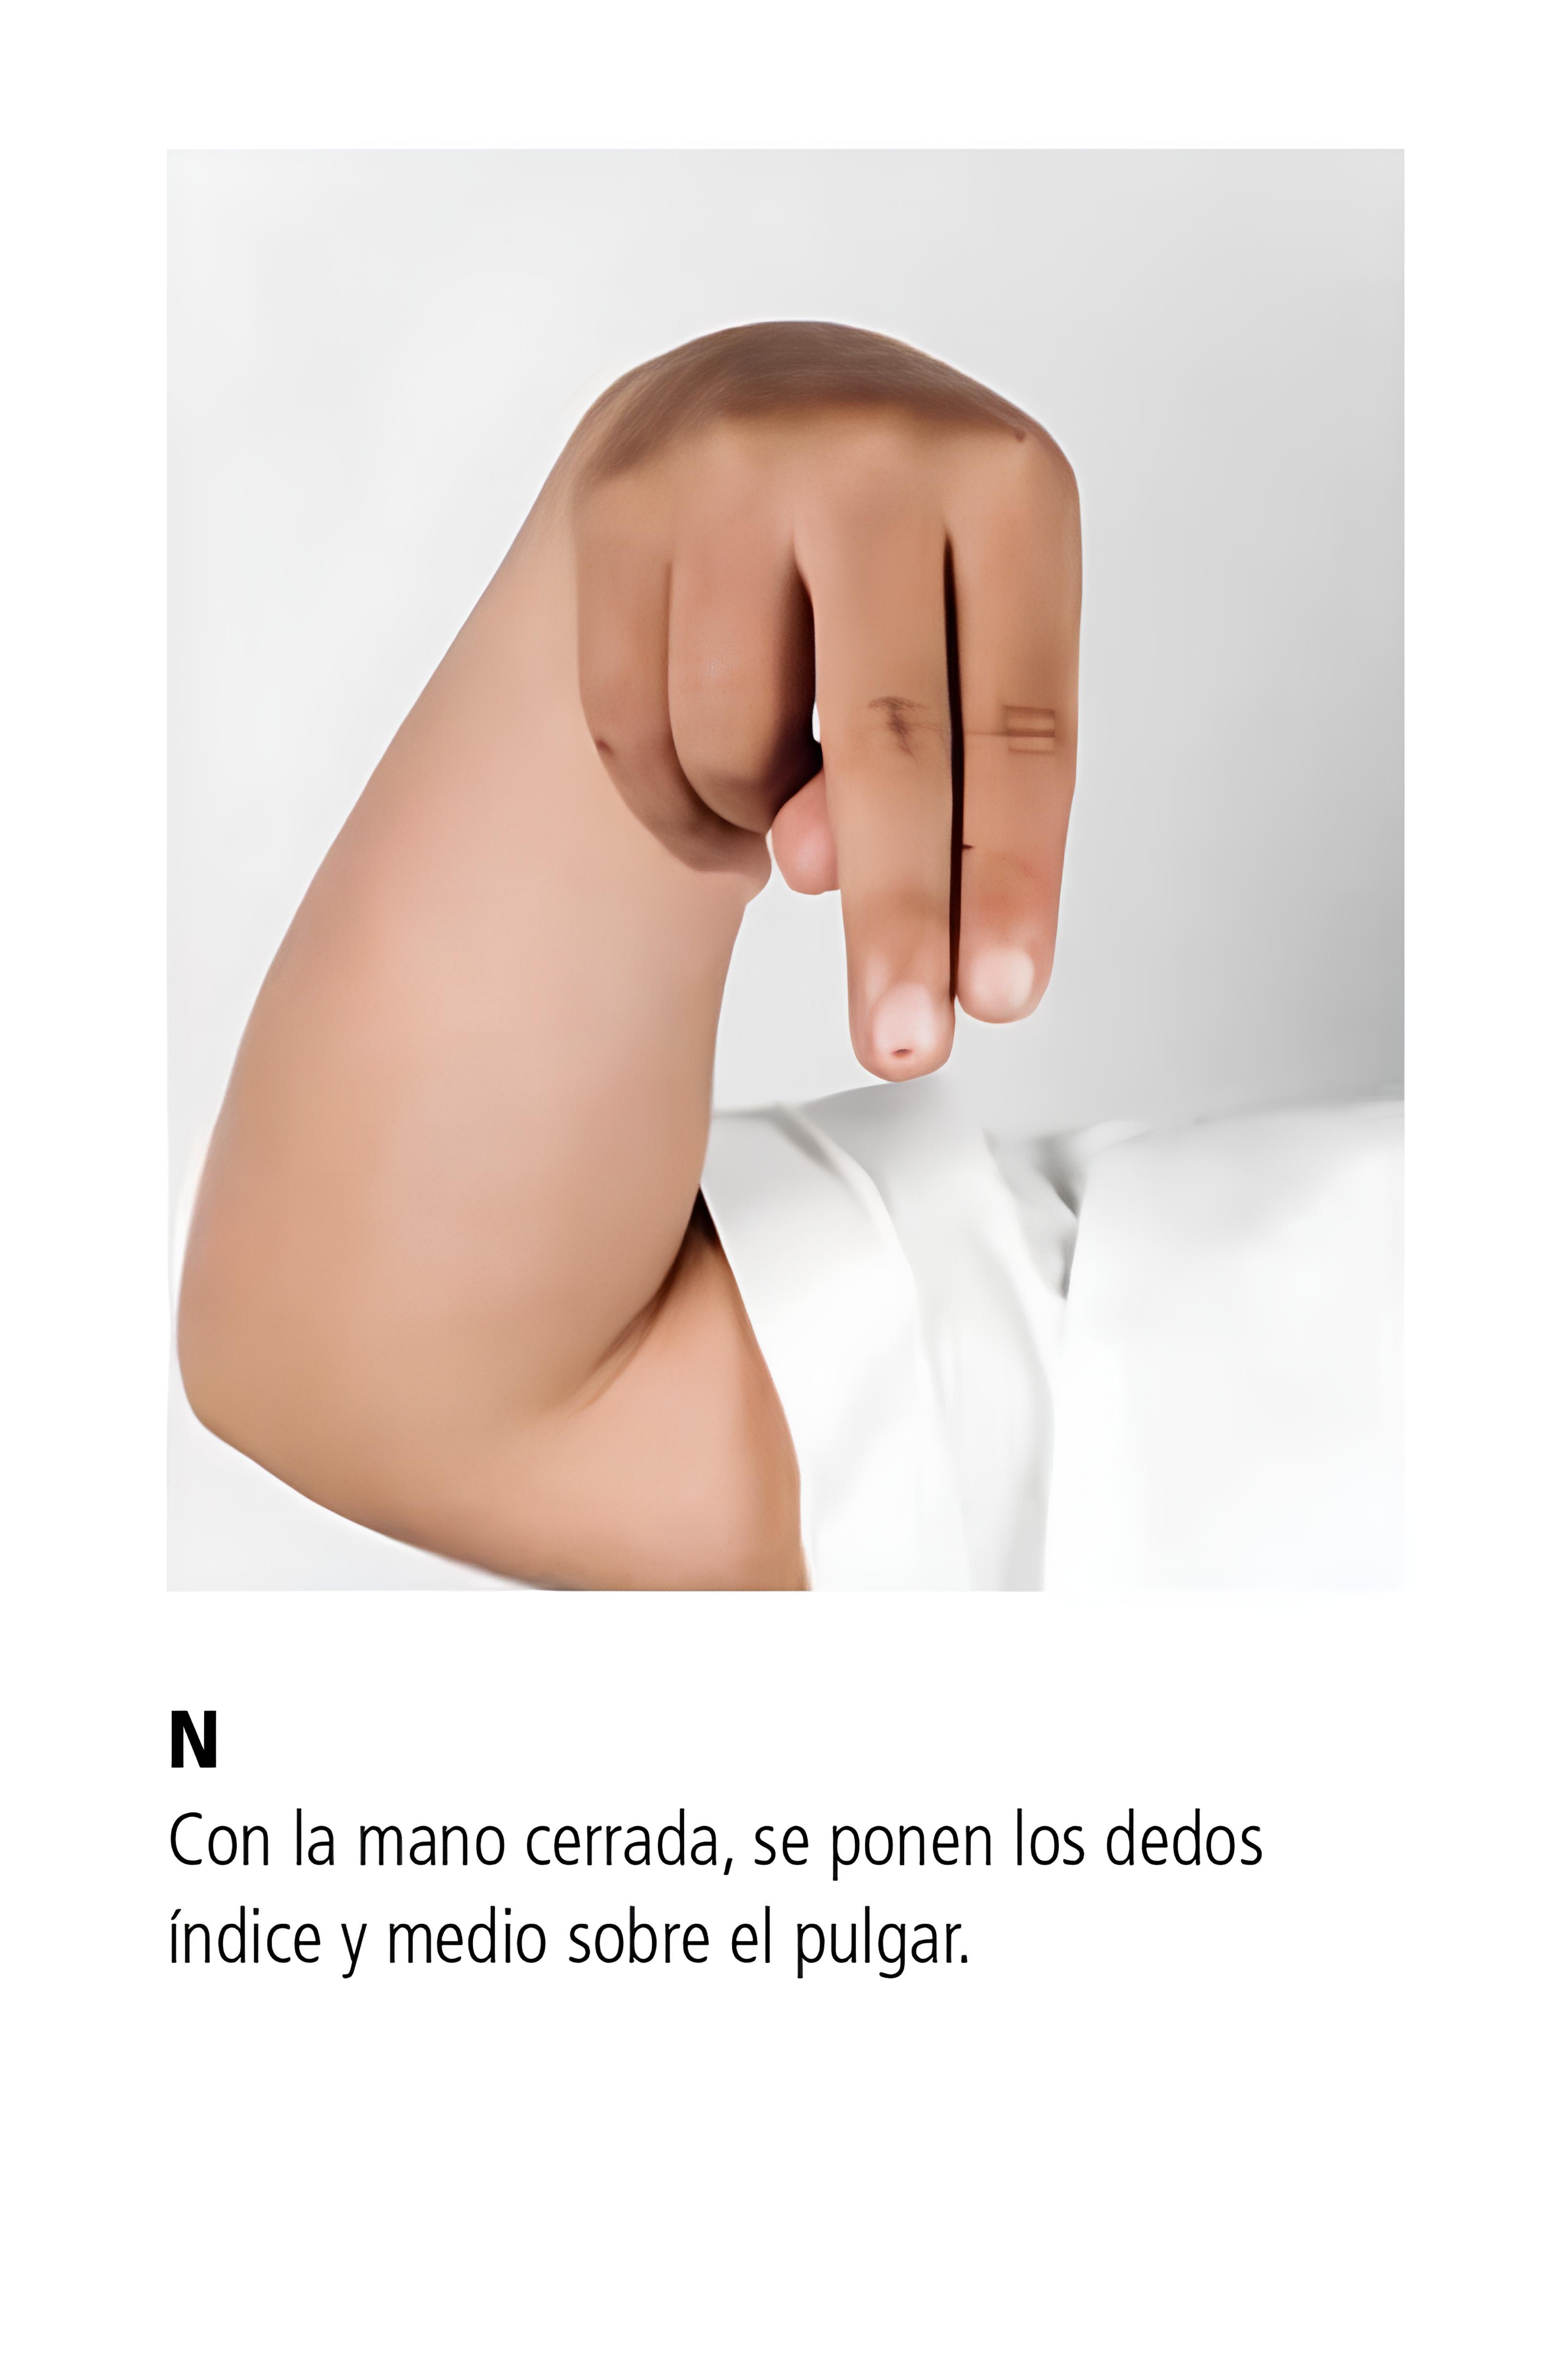 N
Con la mano cerrada, se ponen los dedos
índice y medio sobre el pulgar.